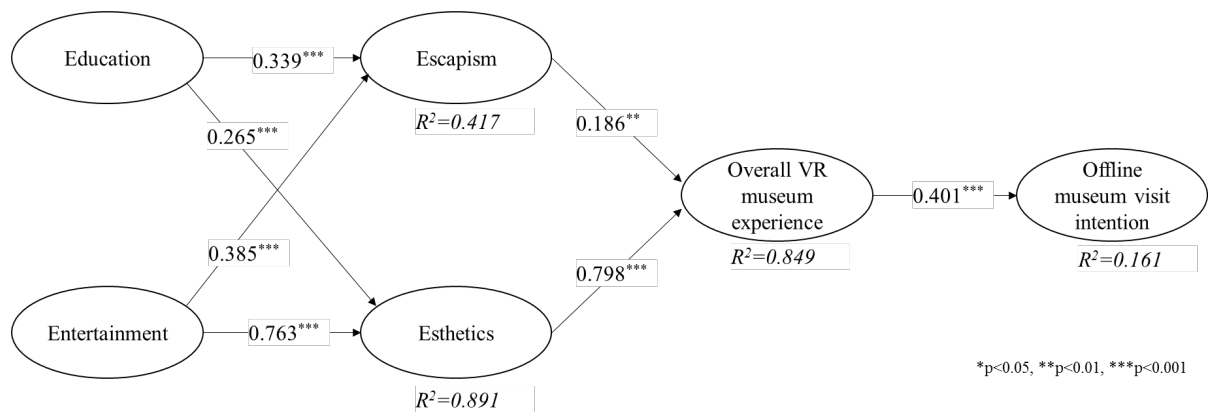 Education
0.339***
Escapism
R²=0.417
0.265***
0.186**
Overall VR
museum
experience
R²=0.849
0.401***
Offline
museum visit
intention
R²=0.161
0.385***
0.798***
Entertainment
0.763***
Esthetics
R²=0.891
*p<0.05, **p<0.01, ***p<0.001